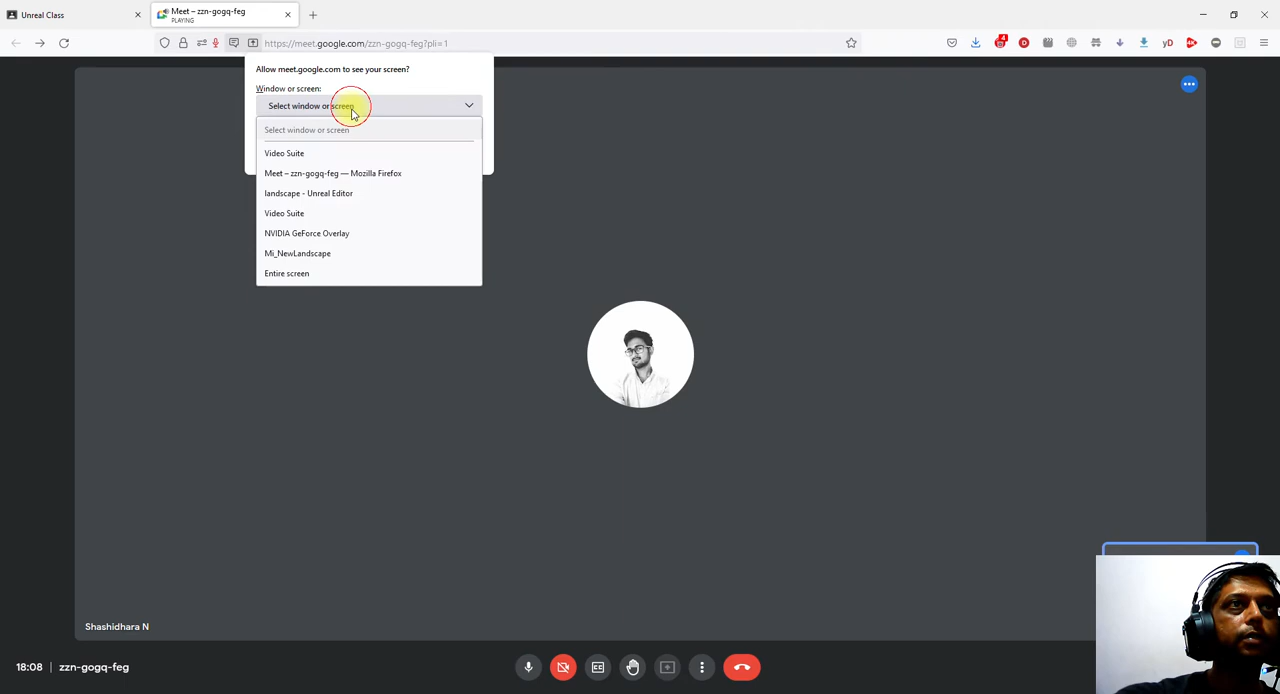 Unreal Class
Meet – zzn-gogq-feg
PLAYING
https://meet.google.com/zzn-gogq-feg?pli=1
4
yD
Allow meet.google.com to see your screen?
Window or screen:
Select window or screen
Select window or screen
Video Suite
Meet – zzn-gogq-feg — Mozilla Firefox
landscape - Unreal Editor
Video Suite
NVIDIA GeForce Overlay
Mi_NewLandscape
Entire screen
Shashidhara N
18:08 | zzn-gogq-feg